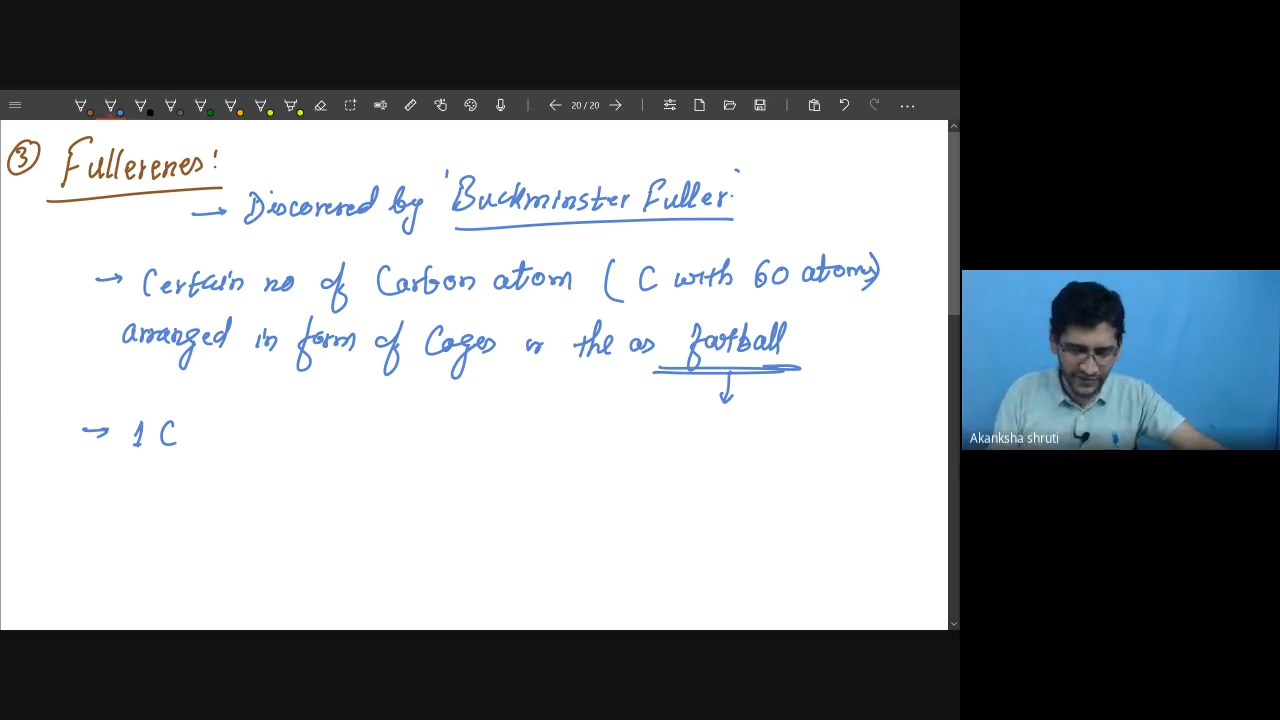 20/20
③ Fullerenes:
→ Discovered by 'Buckminster Fuller.'
→ Certain no of Carbon atom (C with 60 atoms)
arranged in form of Cages in the as football
→ 1 C
Akanksha shruti